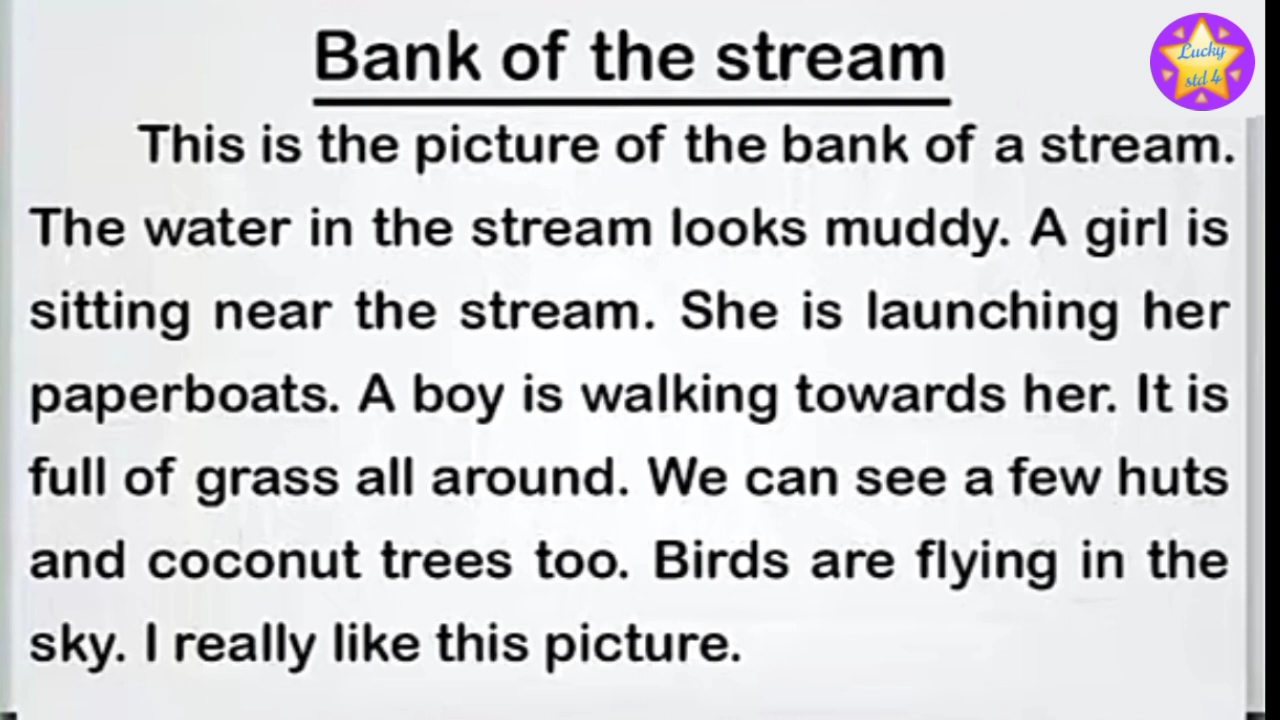 Bank of the stream
Lucky
std 4
This is the picture of the bank of a stream.
The water in the stream looks muddy. A girl is
sitting near the stream. She is launching her
paperboats. A boy is walking towards her. It is
full of grass all around. We can see a few huts
and coconut trees too. Birds are flying in the
sky. I really like this picture.